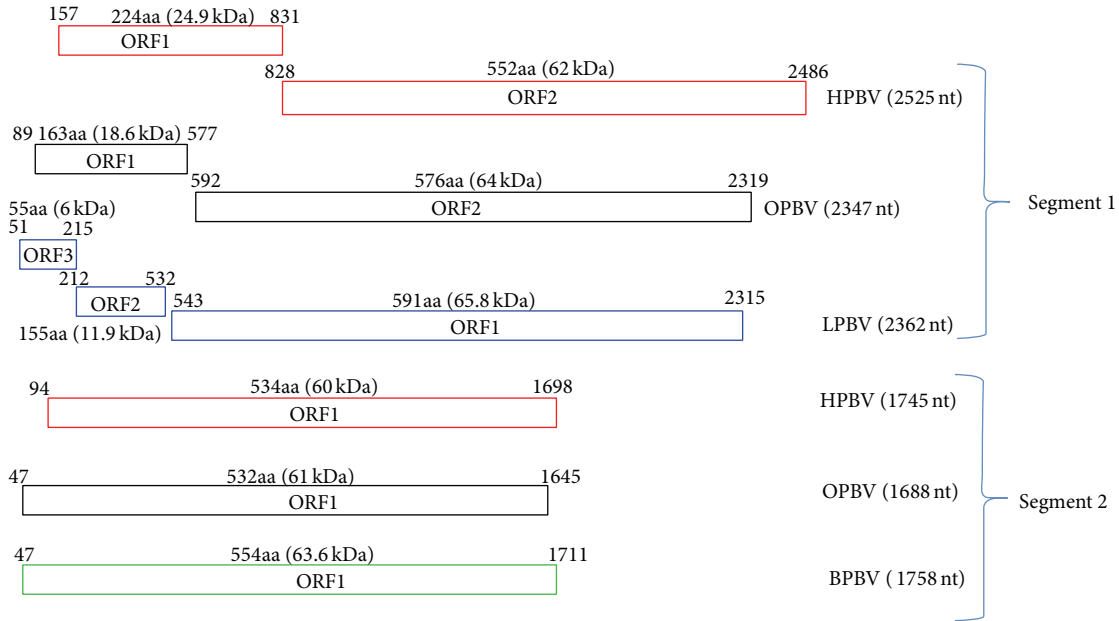 157 224aa (24.9 kDa) 831
ORF1
828 552aa (62 kDa) 2486
ORF2 HPBV (2525 nt)
89 163aa (18.6 kDa) 577
ORF1
592 576aa (64 kDa) 2319
ORF2 OPBV (2347 nt)
Segment 1
55aa (6 kDa)
51 215
ORF3
212 532
ORF2
155aa (11.9 kDa)
543 591aa (65.8 kDa) 2315
ORF1 LPBV (2362 nt)
94 534aa (60 kDa) 1698
ORF1 HPBV (1745 nt)
47 532aa (61 kDa) 1645
ORF1 OPBV (1688 nt)
Segment 2
47 554aa (63.6 kDa) 1711
ORF1 BPBV (1758 nt)